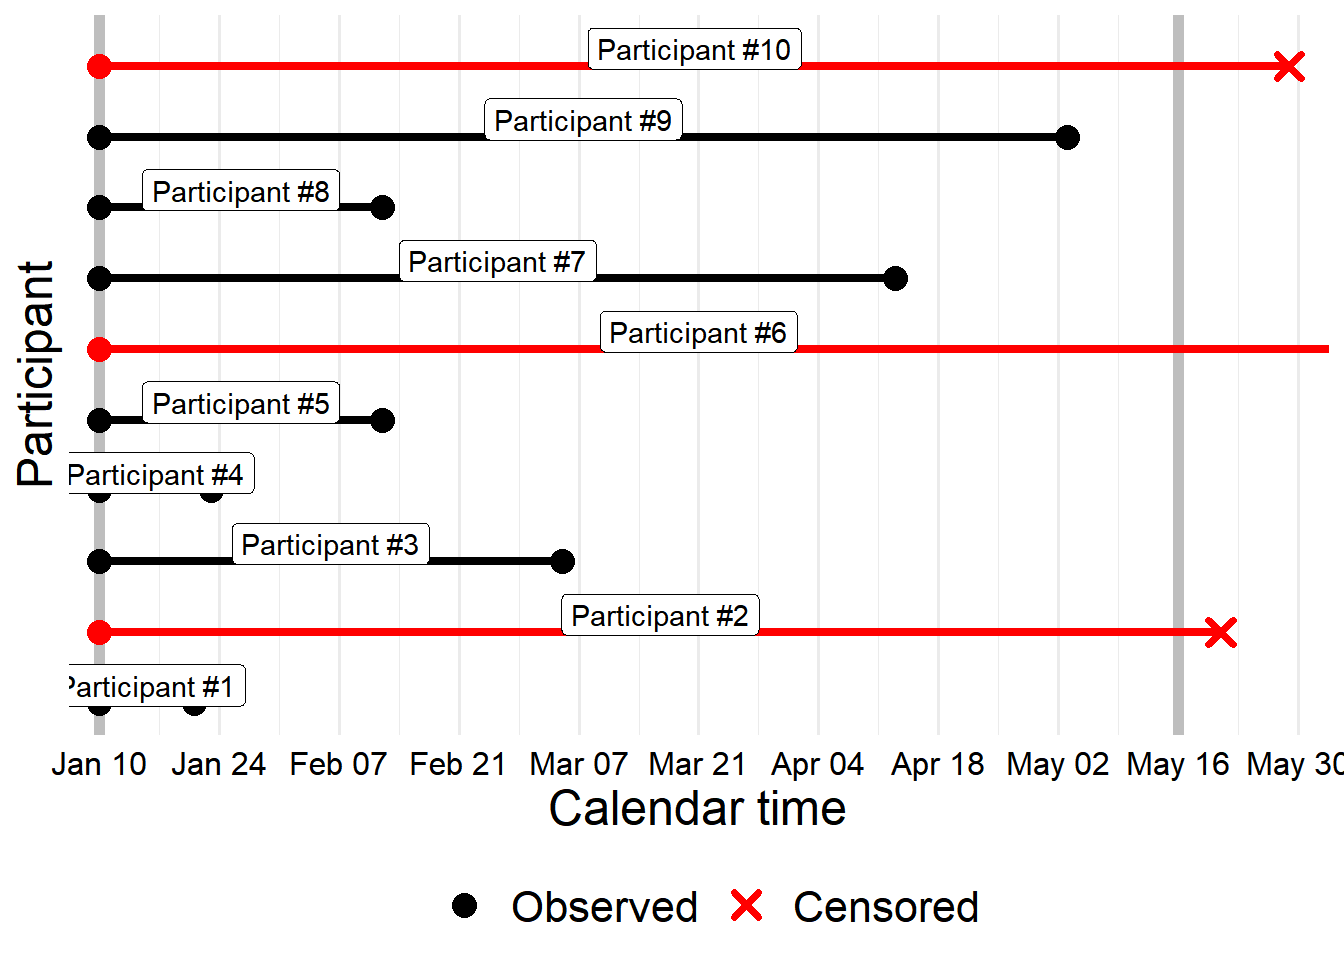 Participant #10
Participant #9
Participant #8
Participant #7
Participant #6
Participant #5
Participant #4
Participant #3
Participant #2
Participant #1
Participant
Jan 10 Jan 24 Feb 07 Feb 21 Mar 07 Mar 21 Apr 04 Apr 18 May 02 May 16 May 30
Calendar time
Observed Censored